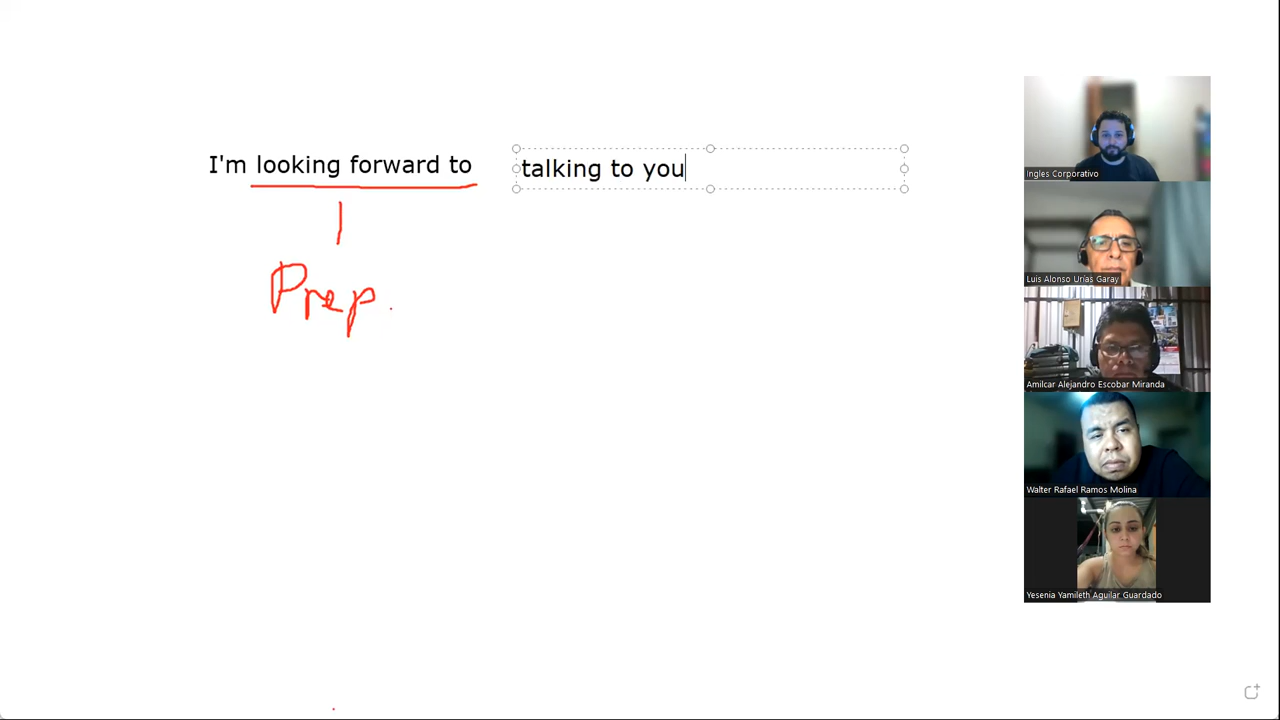 I'm looking forward to talking to you
Prep.
Ingles Corporativo
Luis Alonso Urías Garay
Amilcar Alejandro Escobar Miranda
Walter Rafael Ramos Molina
Yesenia Yamileth Aguilar Guardado